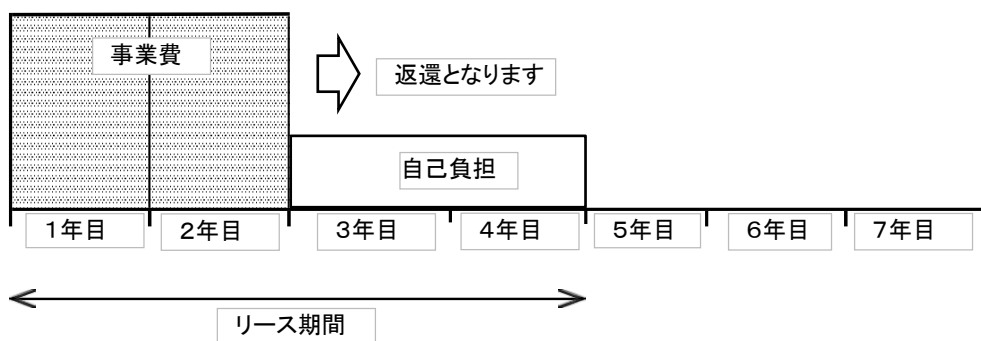 事業費
返還となります
自己負担
1年目 2年目 3年目 4年目 5年目 6年目 7年目
リース期間